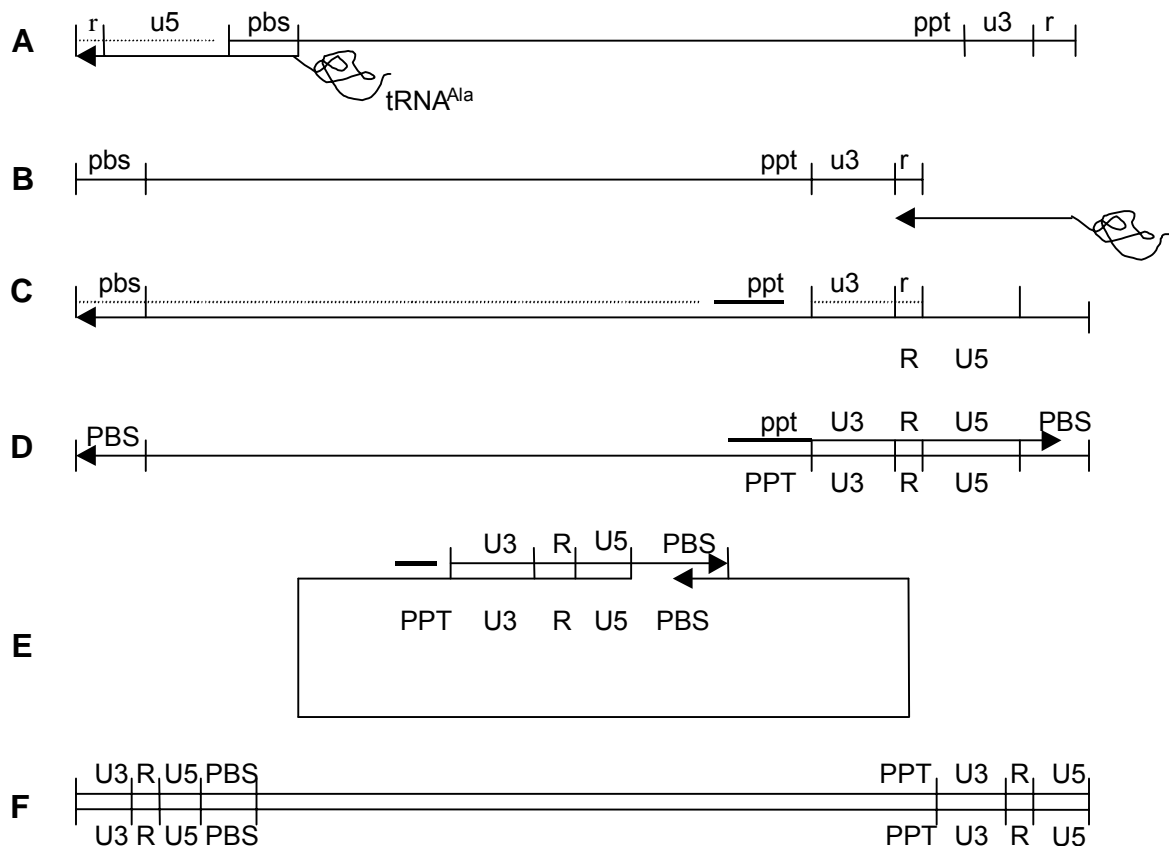 r u5 pbs ppt u3 r
A
tRNA^Ala
pbs ppt u3 r
B
pbs ppt u3 r
C
R U5
PBS ppt U3 R U5 PBS
D
PPT U3 R U5
U3 R U5 PBS
PPT U3 R U5 PBS
E
U3 R U5 PBS PPT U3 R U5
F
U3 R U5 PBS PPT U3 R U5